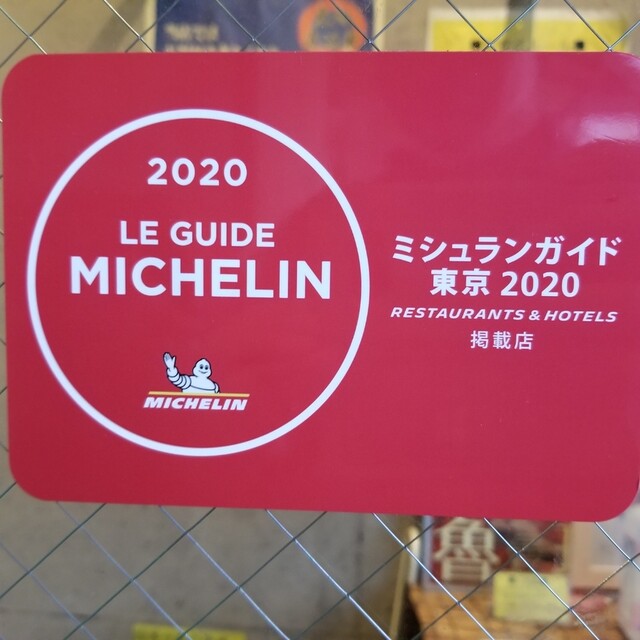 2020
LE GUIDE
MICHELIN
MICHELIN
ミシュランガイド
東京 2020
RESTAURANTS & HOTELS
掲載店